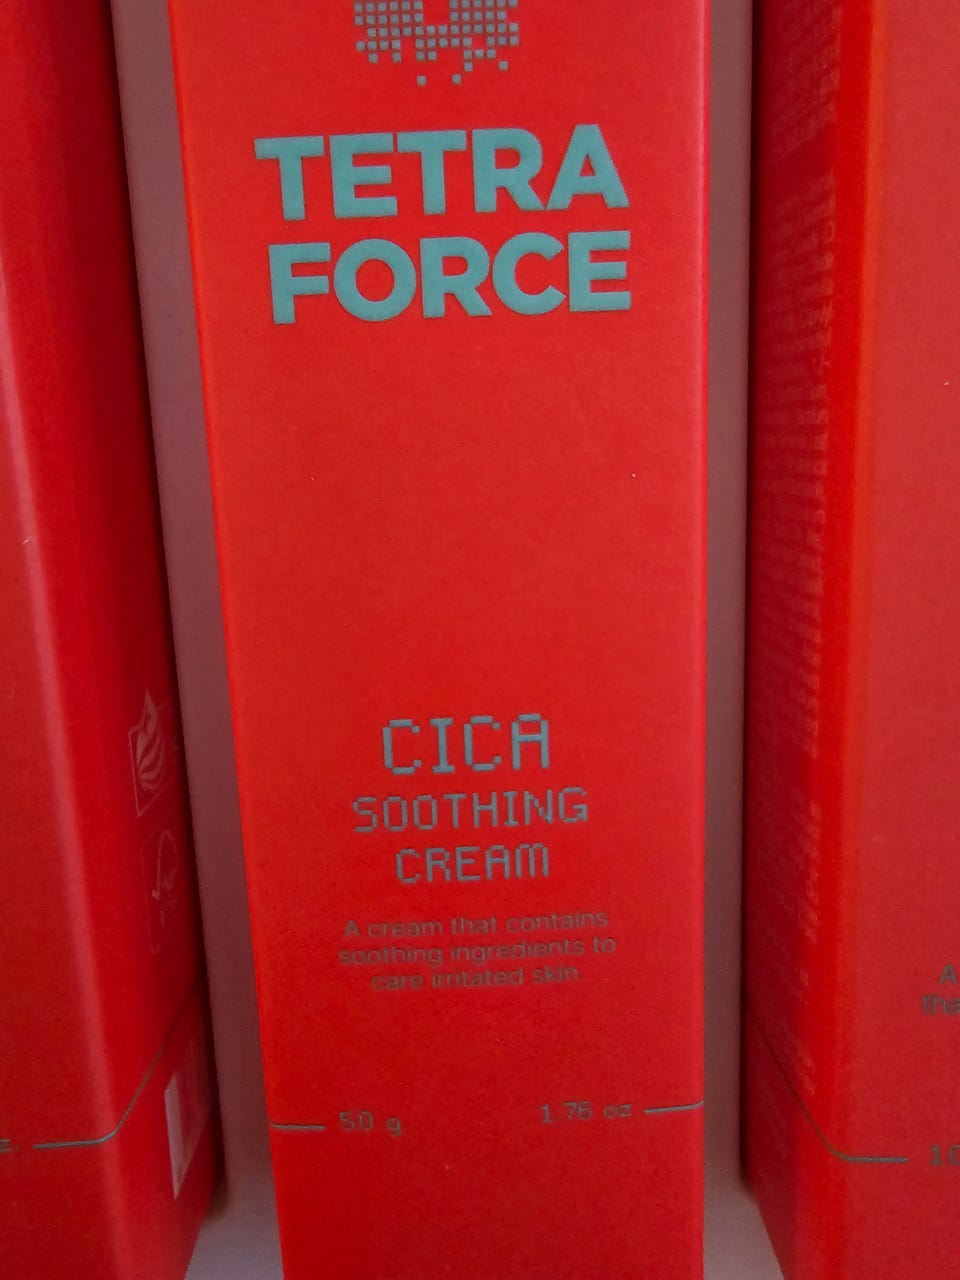 TETRA
FORCE
CICA
SOOTHING
CREAM
A cream that contains
soothing ingredients to
care irritated skin
50 g
1.76 oz